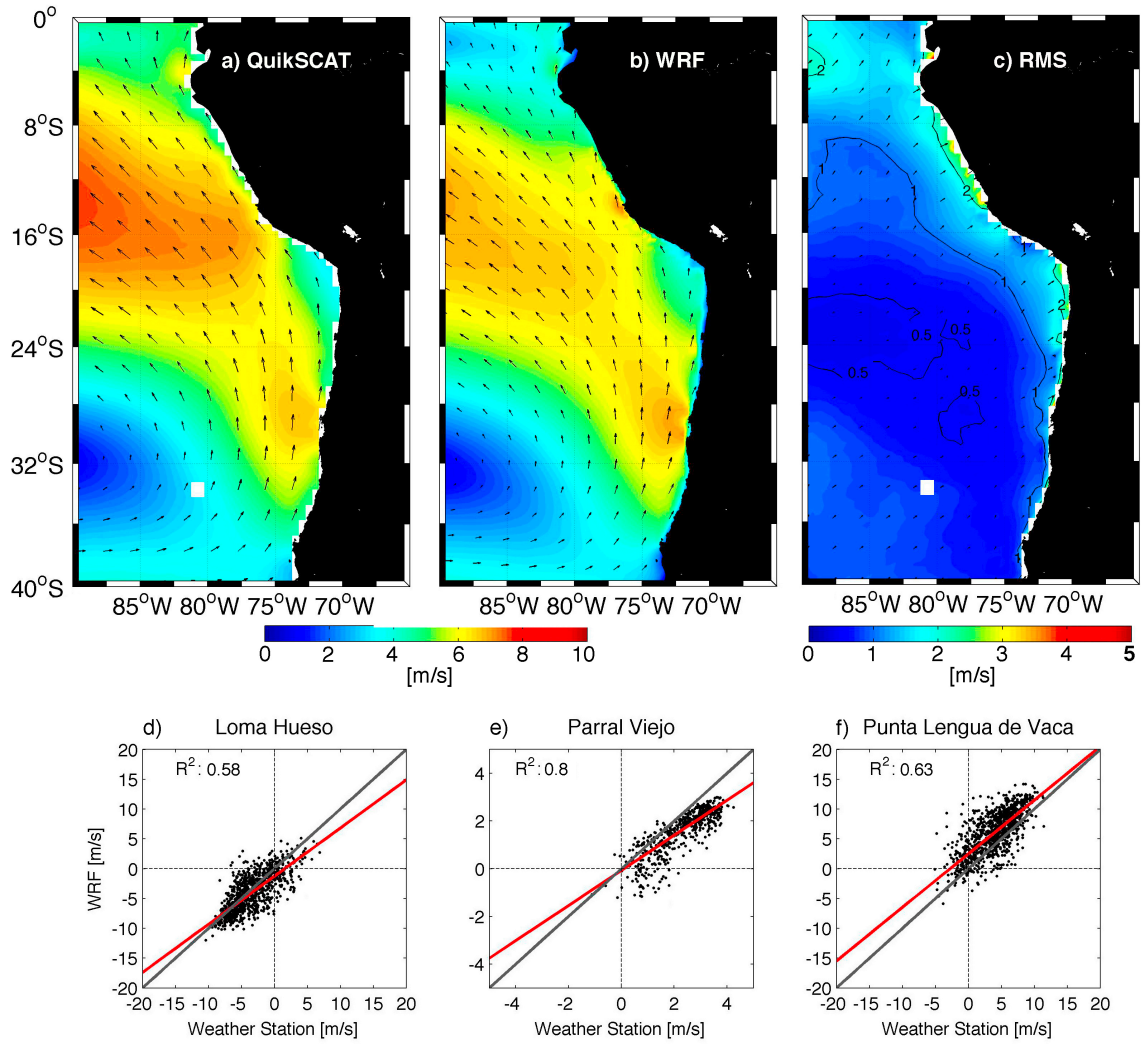 a) QuikSCAT
b) WRF
c) RMS
0°
8°S
16°S
24°S
32°S
40°S
2
1
1
2
1
1
2
0.5
0.5
0.5
0.5
1
1
85°W 80°W 75°W 70°W
85°W 80°W 75°W 70°W
85°W 80°W 75°W 70°W
0 2 4 6 8 10
[m/s]
0 1 2 3 4 5
[m/s]
d) Loma Hueso
R²: 0.58
20
15
10
5
0
-5
-10
-15
-20
WRF [m/s]
-20 -15 -10 -5 0 5 10 15 20
Weather Station [m/s]
e) Parral Viejo
R²: 0.8
4
2
0
-2
-4
-4 -2 0 2 4
Weather Station [m/s]
f) Punta Lengua de Vaca
R²: 0.63
20
15
10
5
0
-5
-10
-15
-20
-20 -15 -10 -5 0 5 10 15 20
Weather Station [m/s]